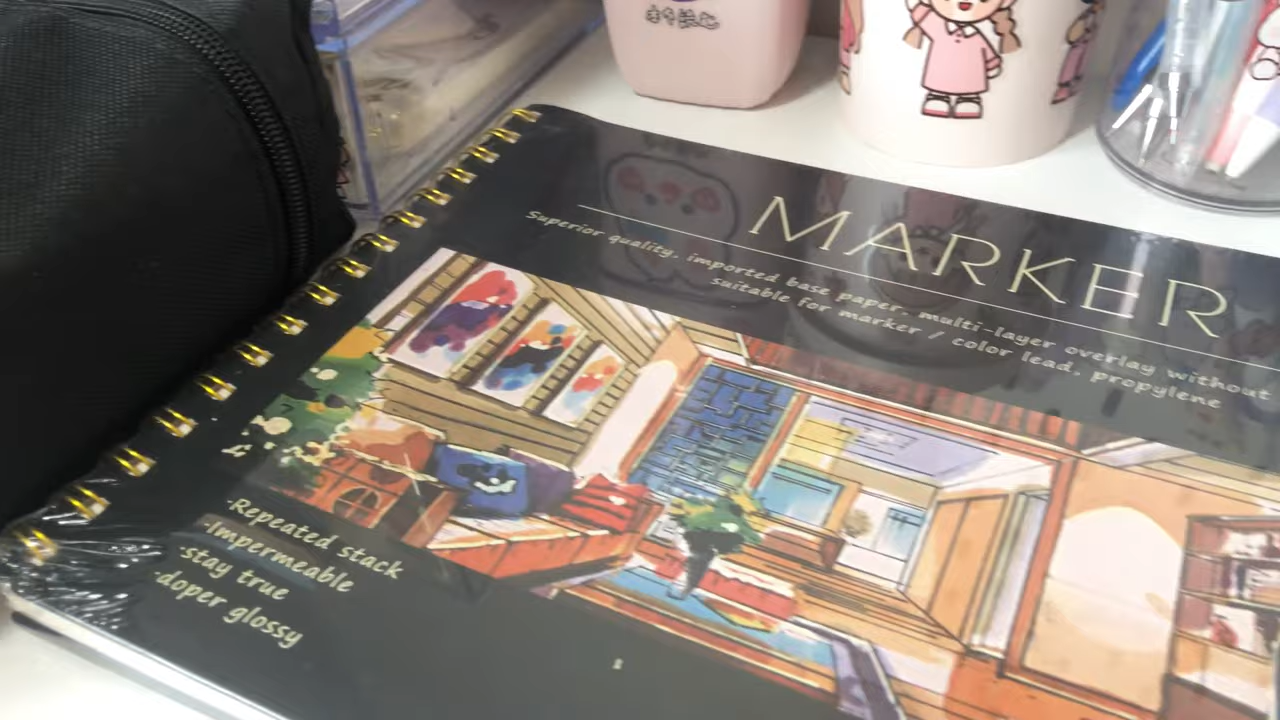 MARKER
Superior quality, imported base paper, multi-layer overlay without
suitable for marker / color lead, propylene
·Repeated stack
·Impermeable
·stay true
·doper glossy